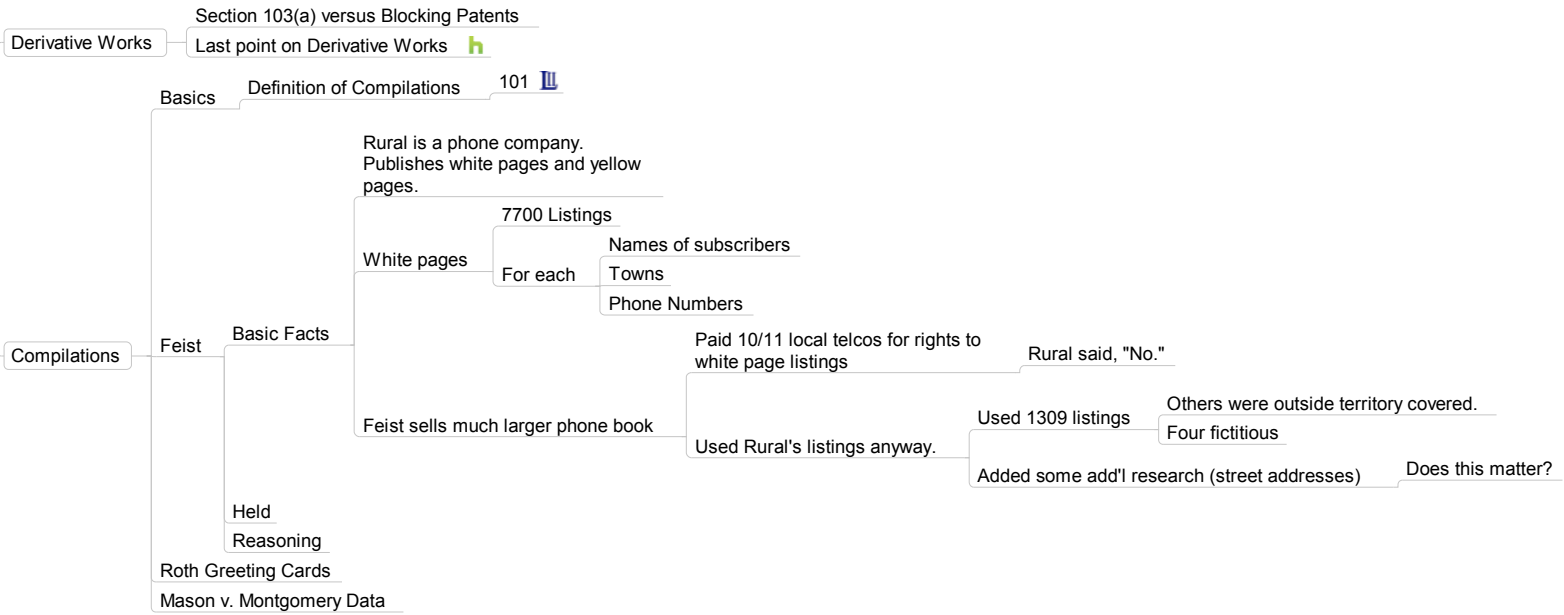 Section 103(a) versus Blocking Patents
Derivative Works
Last point on Derivative Works
Basics
Definition of Compilations
101
Rural is a phone company.
Publishes white pages and yellow
pages.
7700 Listings
White pages
Names of subscribers
For each
Towns
Phone Numbers
Compilations
Feist
Basic Facts
Paid 10/11 local telcos for rights to
white page listings
Rural said, "No."
Feist sells much larger phone book
Used Rural's listings anyway.
Used 1309 listings
Others were outside territory covered.
Four fictitious
Added some add'l research (street addresses)
Does this matter?
Held
Reasoning
Roth Greeting Cards
Mason v. Montgomery Data